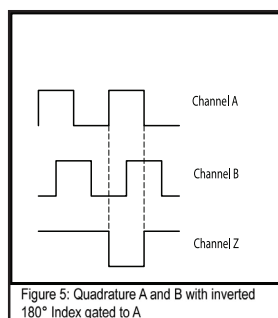 Channel A
Channel B
Channel Z
Figure 5: Quadrature A and B with inverted
180° Index gated to A